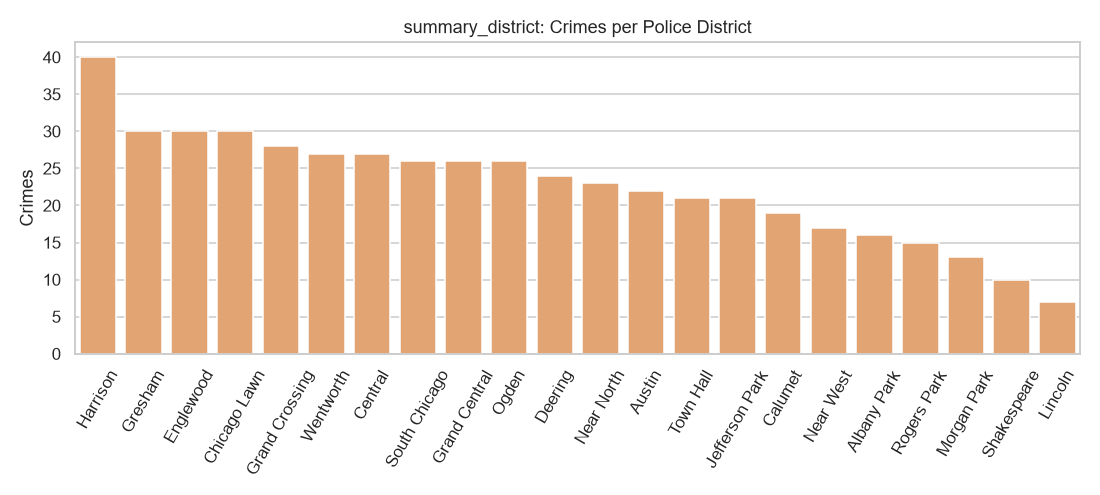 summary_district: Crimes per Police District
Crimes
40
35
30
25
20
15
10
5
0
Harrison
Gresham
Englewood
Chicago Lawn
Grand Crossing
Wentworth
Central
South Chicago
Grand Central
Ogden
Deering
Near North
Austin
Town Hall
Jefferson Park
Calumet
Near West
Albany Park
Rogers Park
Morgan Park
Shakespeare
Lincoln